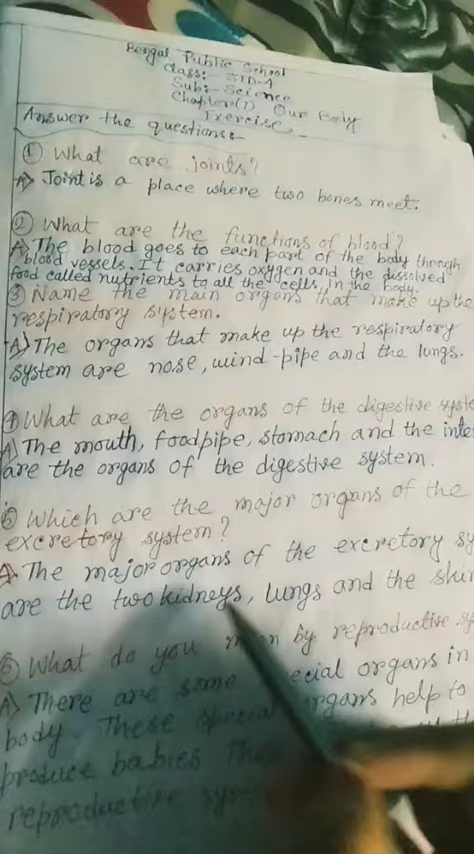 Bengal Public School
Class:- STD-1
Sub:- Science
Chapter(1) Our Body
Exercise
Answer the questions:-
① What are joints?
A) Joint is a place where two bones meet.
② What are the functions of blood?
A) The blood goes to each part of the body through
blood vessels. It carries oxygen and the dissolved
food called nutrients to all the cells, in the body.
③ Name the main organs that make up the
respiratory system.
A) The organs that make up the respiratory
system are nose, wind-pipe and the lungs.
④ What are the organs of the digestive syste
A) The mouth, foodpipe, stomach and the inte
are the organs of the digestive system.
⑤ Which are the major organs of the
excretory system?
A) The major organs of the excretory sy
are the two kidneys, lungs and the skin
⑥ What do you by reproductive sy
A) There are some organs in
body. These special organs help to
produce babies
reproductive